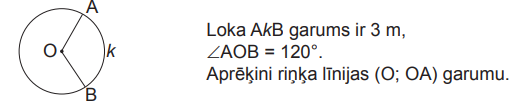 A
O
k
B
Loka AkB garums ir 3 m,
∠AOB = 120°.
Aprēķini riņķa līnijas (O; OA) garumu.